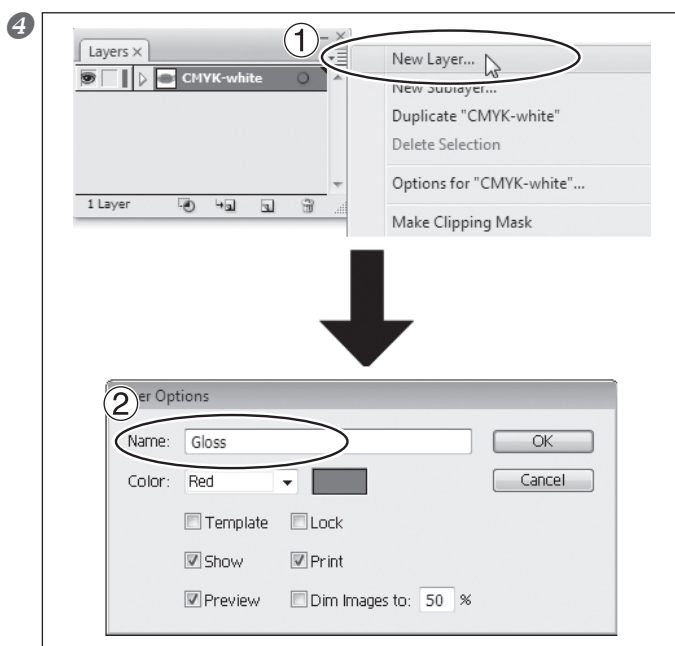 4
1
Layers ×
New Layer...
CMYK-white
New Sublayer...
Duplicate "CMYK-white"
Delete Selection
Options for "CMYK-white"...
1 Layer
Make Clipping Mask
2
er Options
Name: Gloss
OK
Color: Red
Cancel
Template Lock
Show Print
Preview Dim Images to: 50 %